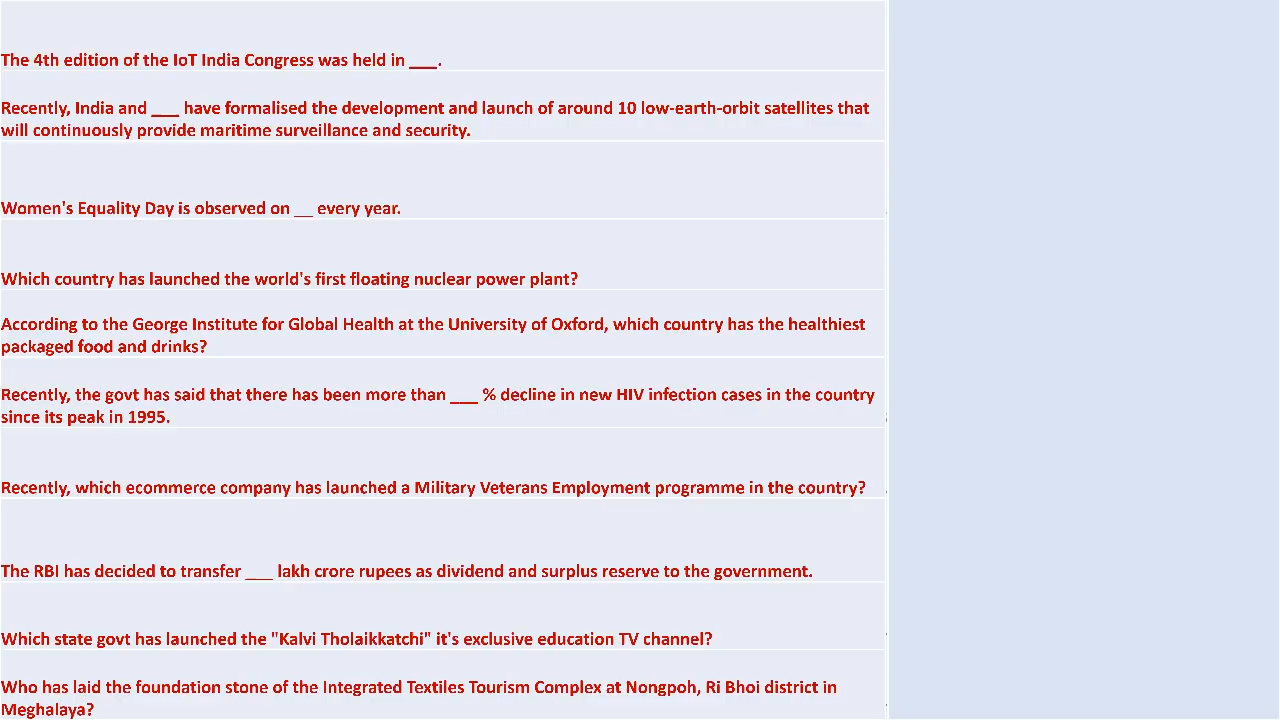 The 4th edition of the IoT India Congress was held in ___.
Recently, India and ___ have formalised the development and launch of around 10 low-earth-orbit satellites that
will continuously provide maritime surveillance and security.
Women's Equality Day is observed on __ every year.
Which country has launched the world's first floating nuclear power plant?
According to the George Institute for Global Health at the University of Oxford, which country has the healthiest
packaged food and drinks?
Recently, the govt has said that there has been more than ___ % decline in new HIV infection cases in the country
since its peak in 1995.
Recently, which ecommerce company has launched a Military Veterans Employment programme in the country?
The RBI has decided to transfer ___ lakh crore rupees as dividend and surplus reserve to the government.
Which state govt has launched the "Kalvi Tholaikkatchi" it's exclusive education TV channel?
Who has laid the foundation stone of the Integrated Textiles Tourism Complex at Nongpoh, Ri Bhoi district in
Meghalaya?